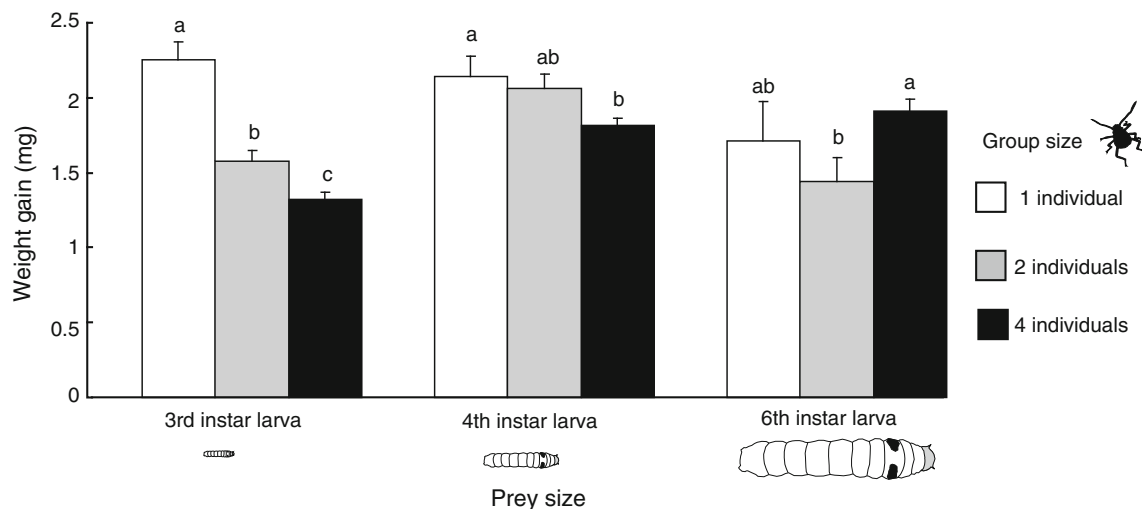 2.5
2
1.5
1
0.5
0
Weight gain (mg)
a
b
c
a
ab
b
ab
b
a
3rd instar larva
4th instar larva
6th instar larva
Prey size
Group size
1 individual
2 individuals
4 individuals